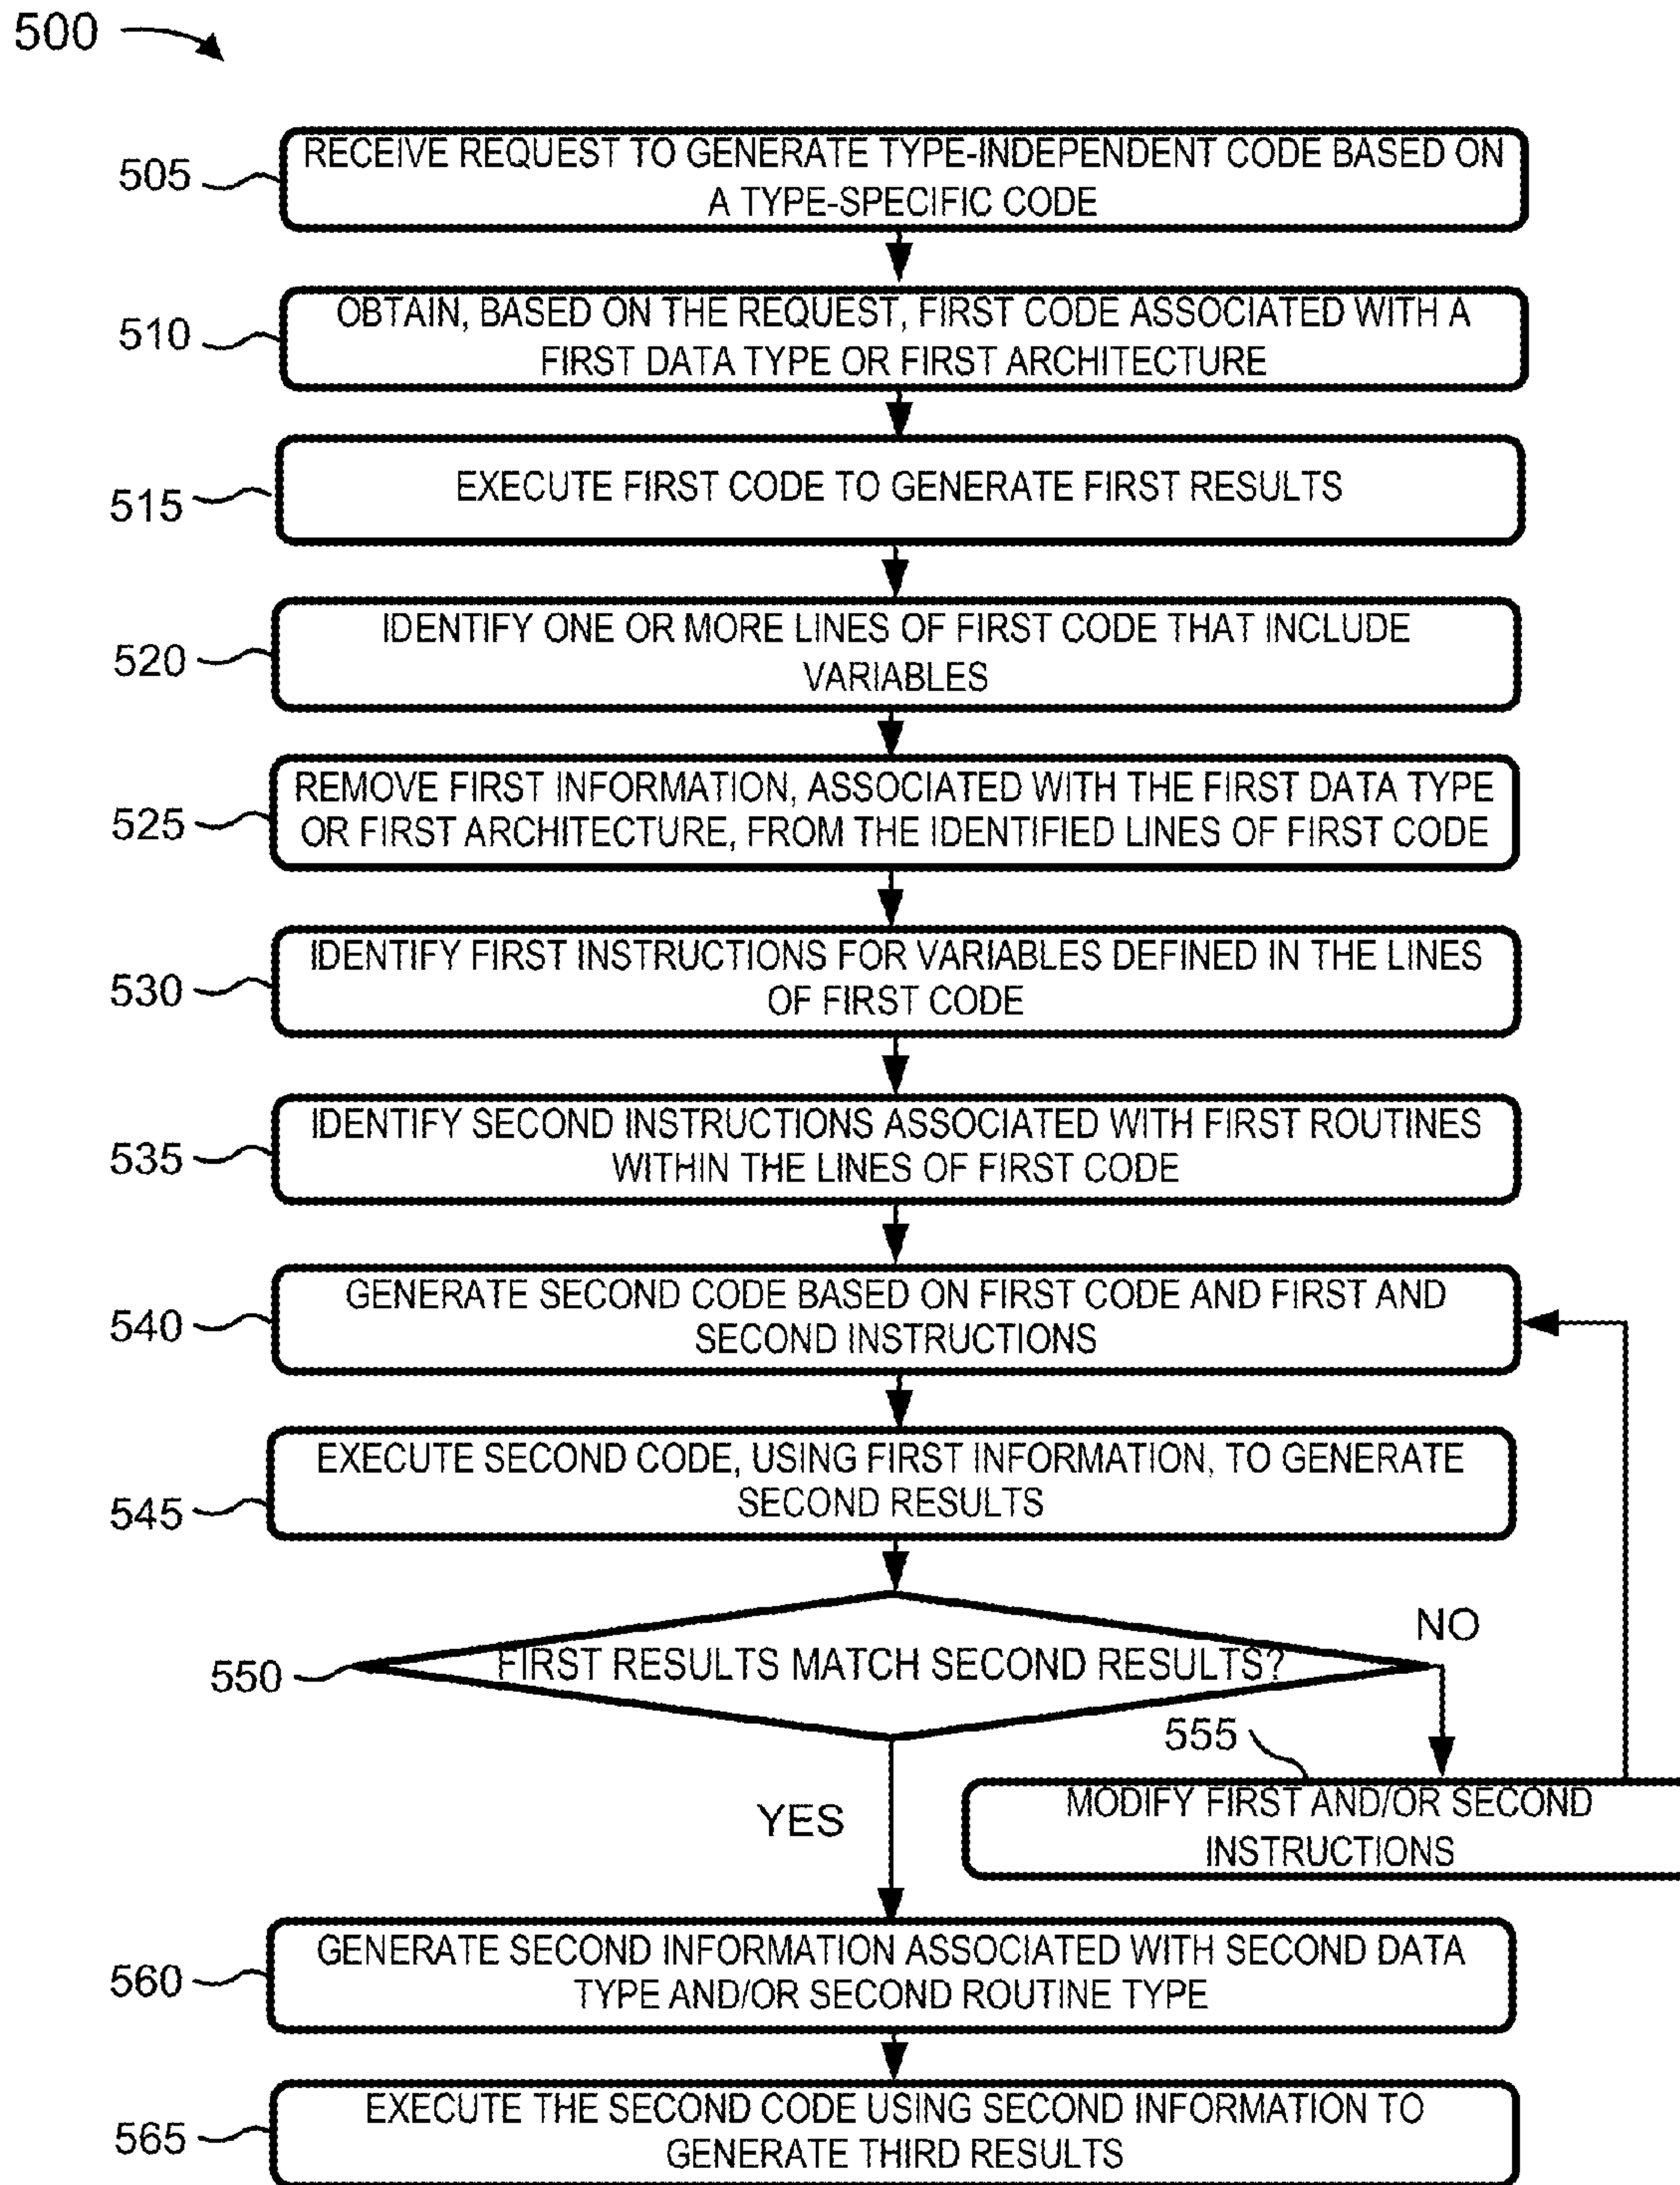 500
505
RECEIVE REQUEST TO GENERATE TYPE-INDEPENDENT CODE BASED ON
A TYPE-SPECIFIC CODE
510
OBTAIN, BASED ON THE REQUEST, FIRST CODE ASSOCIATED WITH A
FIRST DATA TYPE OR FIRST ARCHITECTURE
515
EXECUTE FIRST CODE TO GENERATE FIRST RESULTS
520
IDENTIFY ONE OR MORE LINES OF FIRST CODE THAT INCLUDE
VARIABLES
525
REMOVE FIRST INFORMATION, ASSOCIATED WITH THE FIRST DATA TYPE
OR FIRST ARCHITECTURE, FROM THE IDENTIFIED LINES OF FIRST CODE
530
IDENTIFY FIRST INSTRUCTIONS FOR VARIABLES DEFINED IN THE LINES
OF FIRST CODE
535
IDENTIFY SECOND INSTRUCTIONS ASSOCIATED WITH FIRST ROUTINES
WITHIN THE LINES OF FIRST CODE
540
GENERATE SECOND CODE BASED ON FIRST CODE AND FIRST AND
SECOND INSTRUCTIONS
545
EXECUTE SECOND CODE, USING FIRST INFORMATION, TO GENERATE
SECOND RESULTS
550
FIRST RESULTS MATCH SECOND RESULTS?
NO
555
MODIFY FIRST AND/OR SECOND
INSTRUCTIONS
YES
560
GENERATE SECOND INFORMATION ASSOCIATED WITH SECOND DATA
TYPE AND/OR SECOND ROUTINE TYPE
565
EXECUTE THE SECOND CODE USING SECOND INFORMATION TO
GENERATE THIRD RESULTS